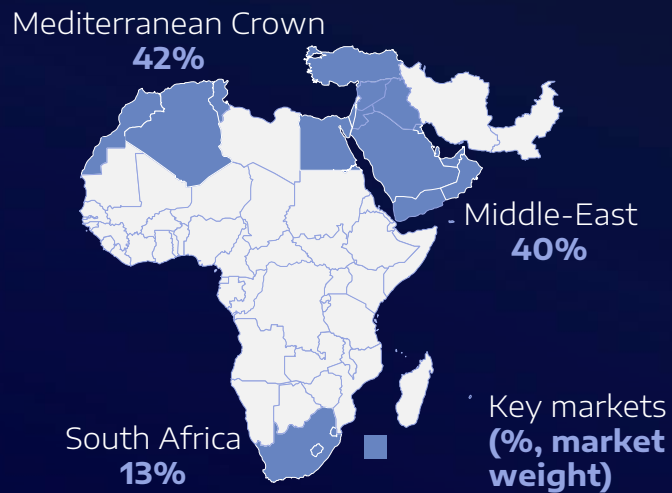 Mediterranean Crown
42%
Middle-East
40%
South Africa
13%
Key markets
(%, market
weight)